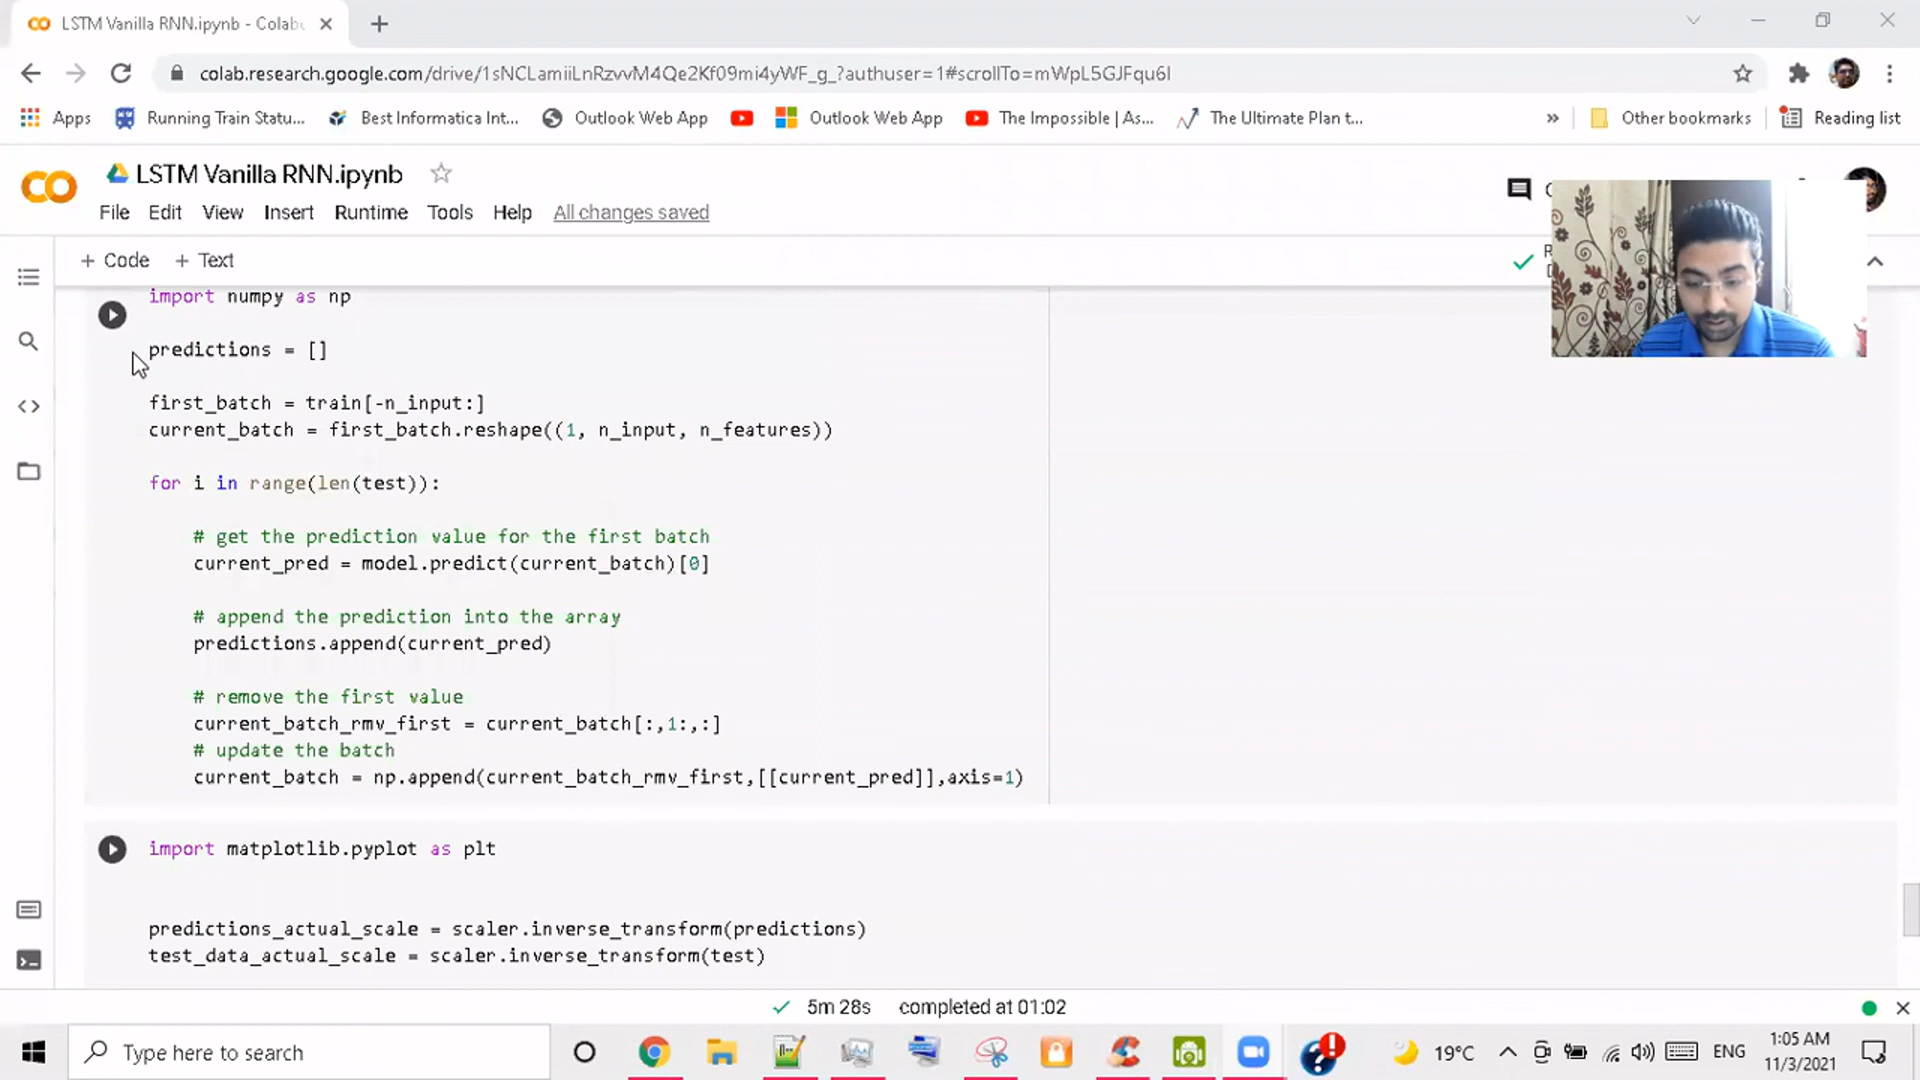 LSTM Vanilla RNN.ipynb - Colab
colab.research.google.com/drive/1sNCLamiiLnRzvvM4Qe2Kf09mi4yWF_g_?authuser=1#scrollTo=mWpL5GJFqu6I
Apps Running Train Statu... Best Informatica Int... Outlook Web App Outlook Web App The Impossible | As... The Ultimate Plan t... » Other bookmarks Reading list
CO LSTM Vanilla RNN.ipynb
File Edit View Insert Runtime Tools Help All changes saved
+ Code + Text
import numpy as np
predictions = []
first_batch = train[-n_input:]
current_batch = first_batch.reshape((1, n_input, n_features))
for i in range(len(test)):
# get the prediction value for the first batch
current_pred = model.predict(current_batch)[0]
# append the prediction into the array
predictions.append(current_pred)
# remove the first value
current_batch_rmv_first = current_batch[:,1:,:]
# update the batch
current_batch = np.append(current_batch_rmv_first,[[current_pred]],axis=1)
import matplotlib.pyplot as plt
predictions_actual_scale = scaler.inverse_transform(predictions)
test_data_actual_scale = scaler.inverse_transform(test)
5m 28s completed at 01:02
Type here to search
19°C
ENG
1:05 AM
11/3/2021